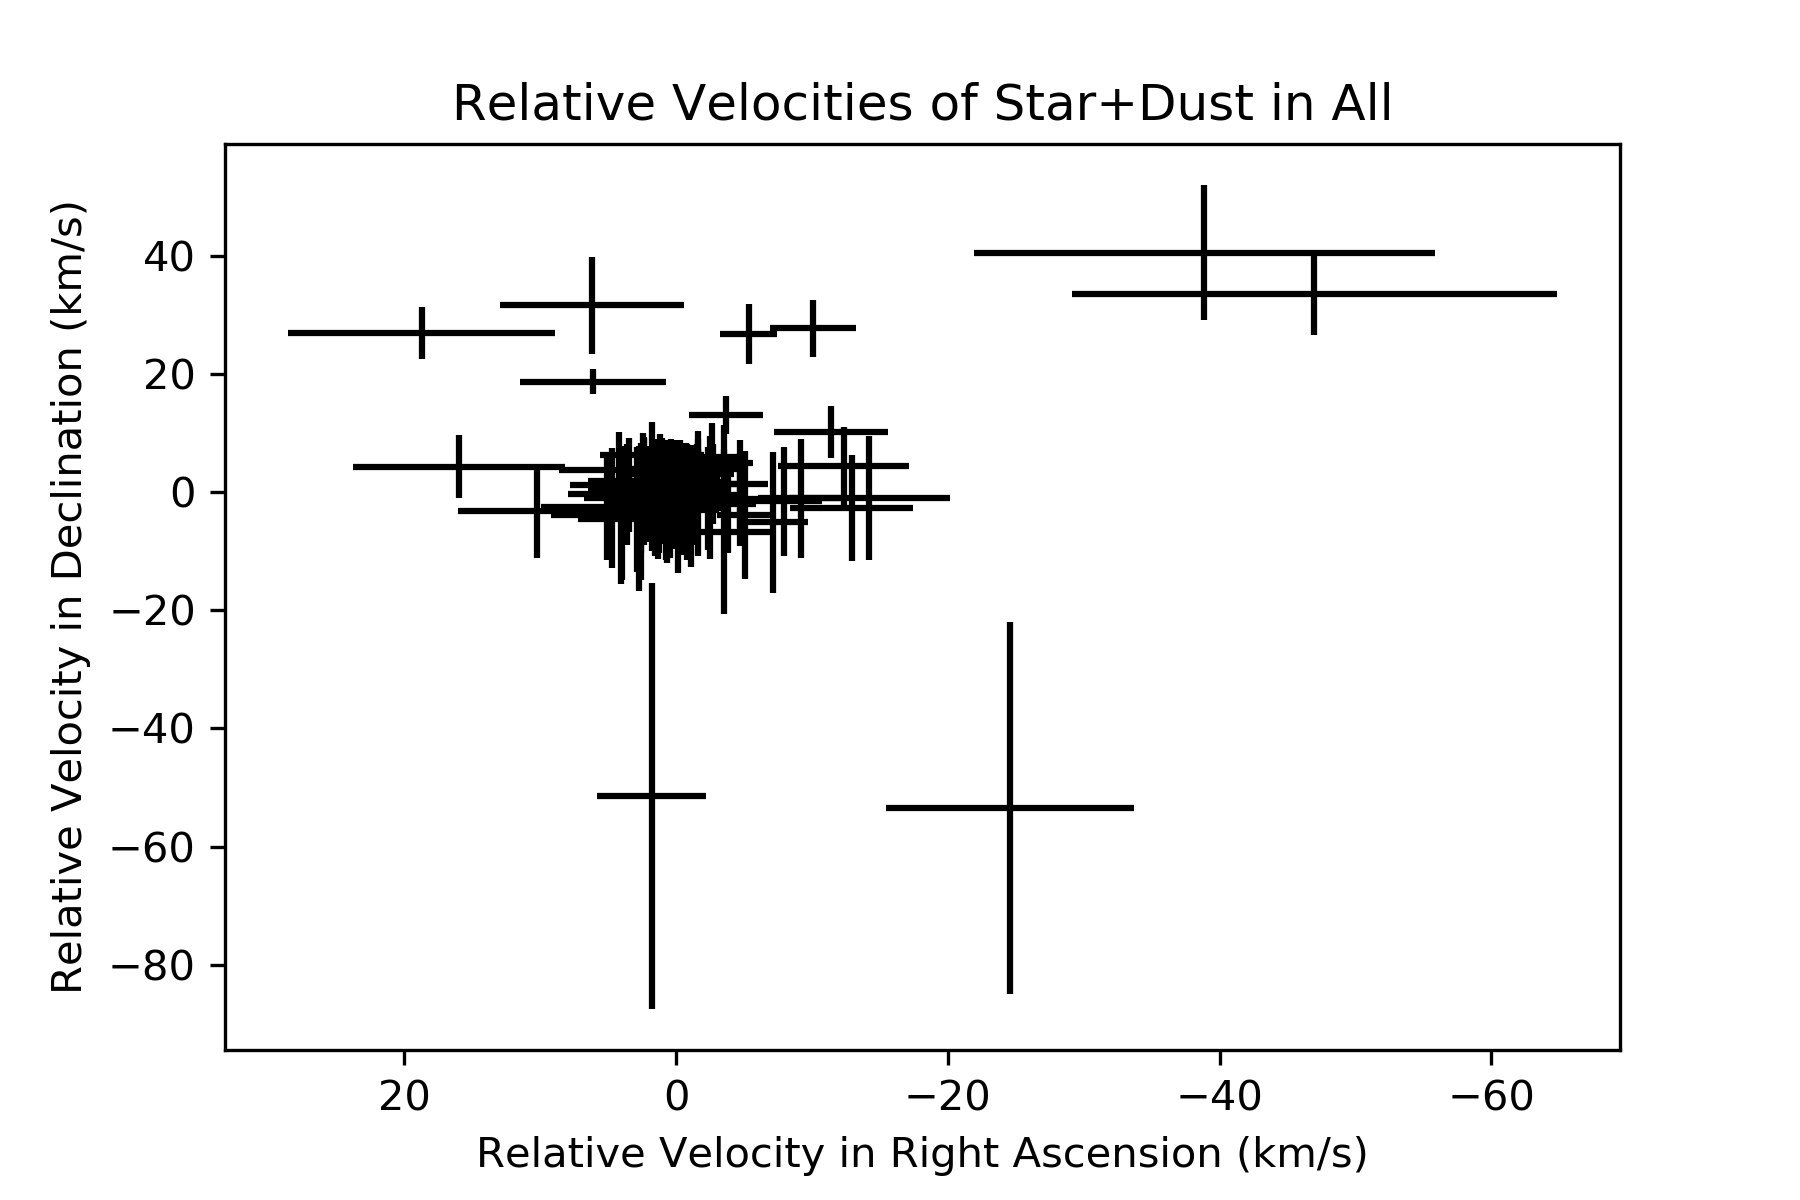 Relative Velocities of Star+Dust in All
Relative Velocity in Declination (km/s)
40
20
0
−20
−40
−60
−80
20 0 −20 −40 −60
Relative Velocity in Right Ascension (km/s)